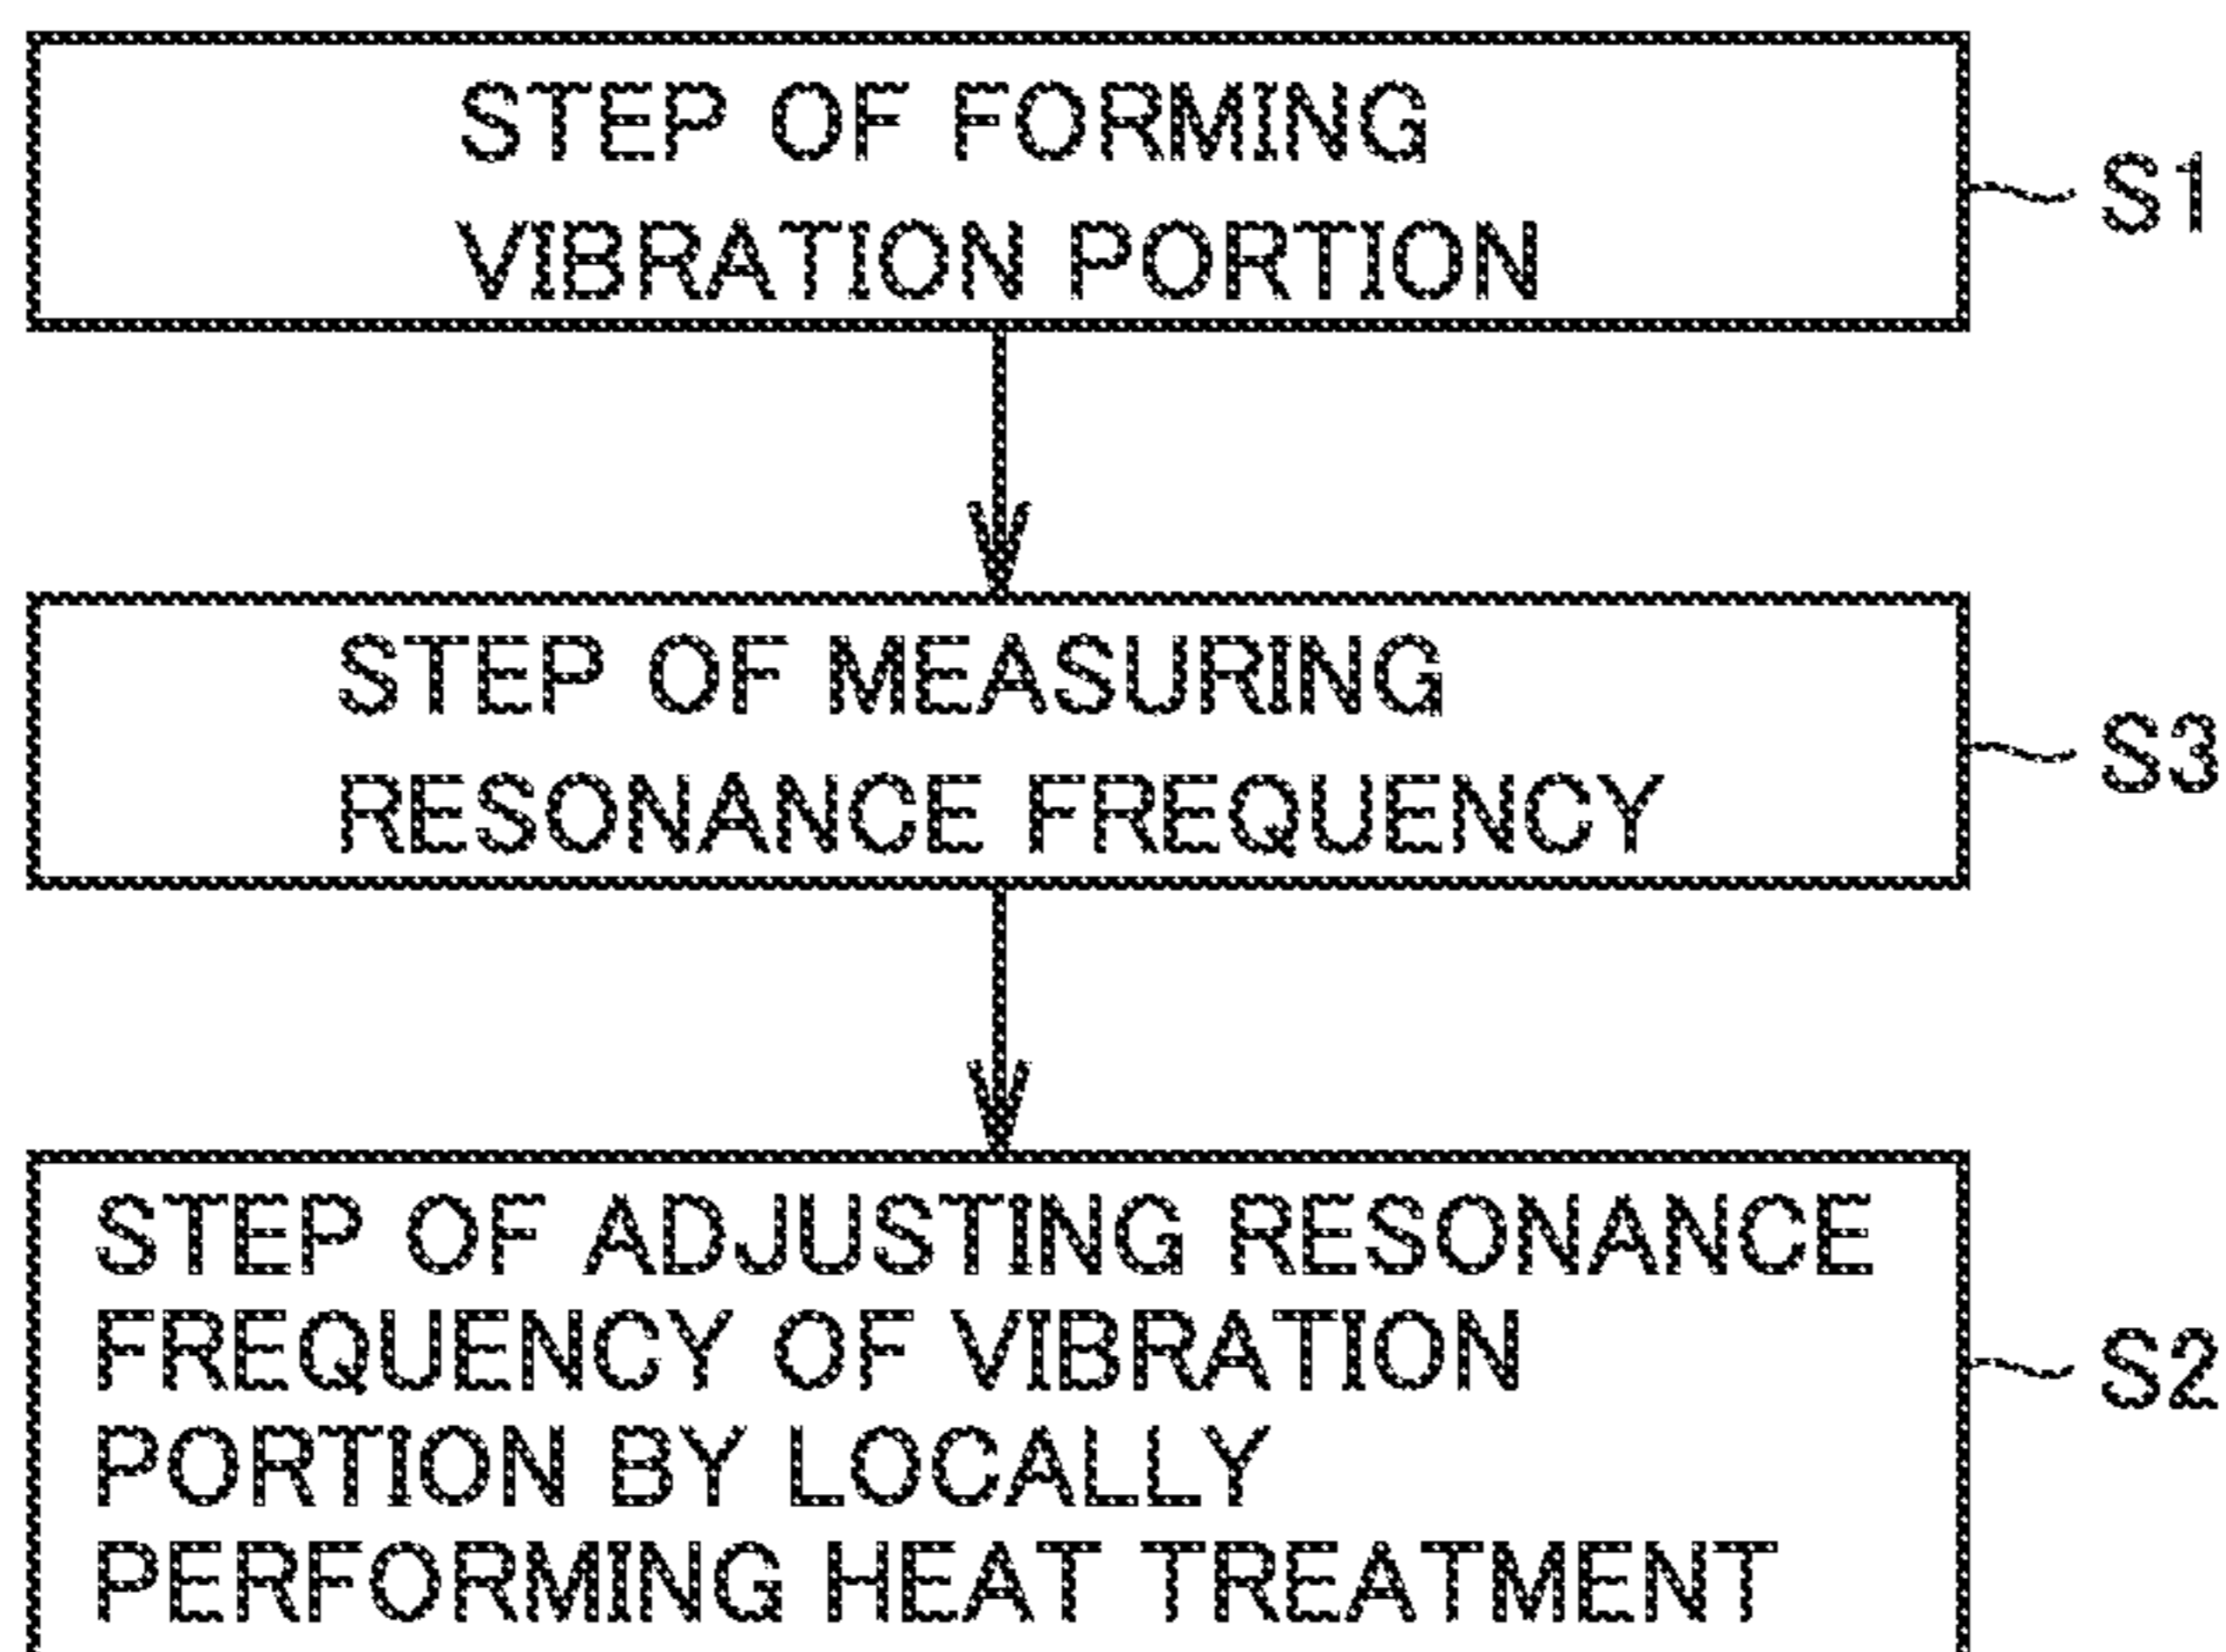 STEP OF FORMING
VIBRATION PORTION
S1
STEP OF MEASURING
RESONANCE FREQUENCY
S3
STEP OF ADJUSTING RESONANCE
FREQUENCY OF VIBRATION
PORTION BY LOCALLY
PERFORMING HEAT TREATMENT
S2